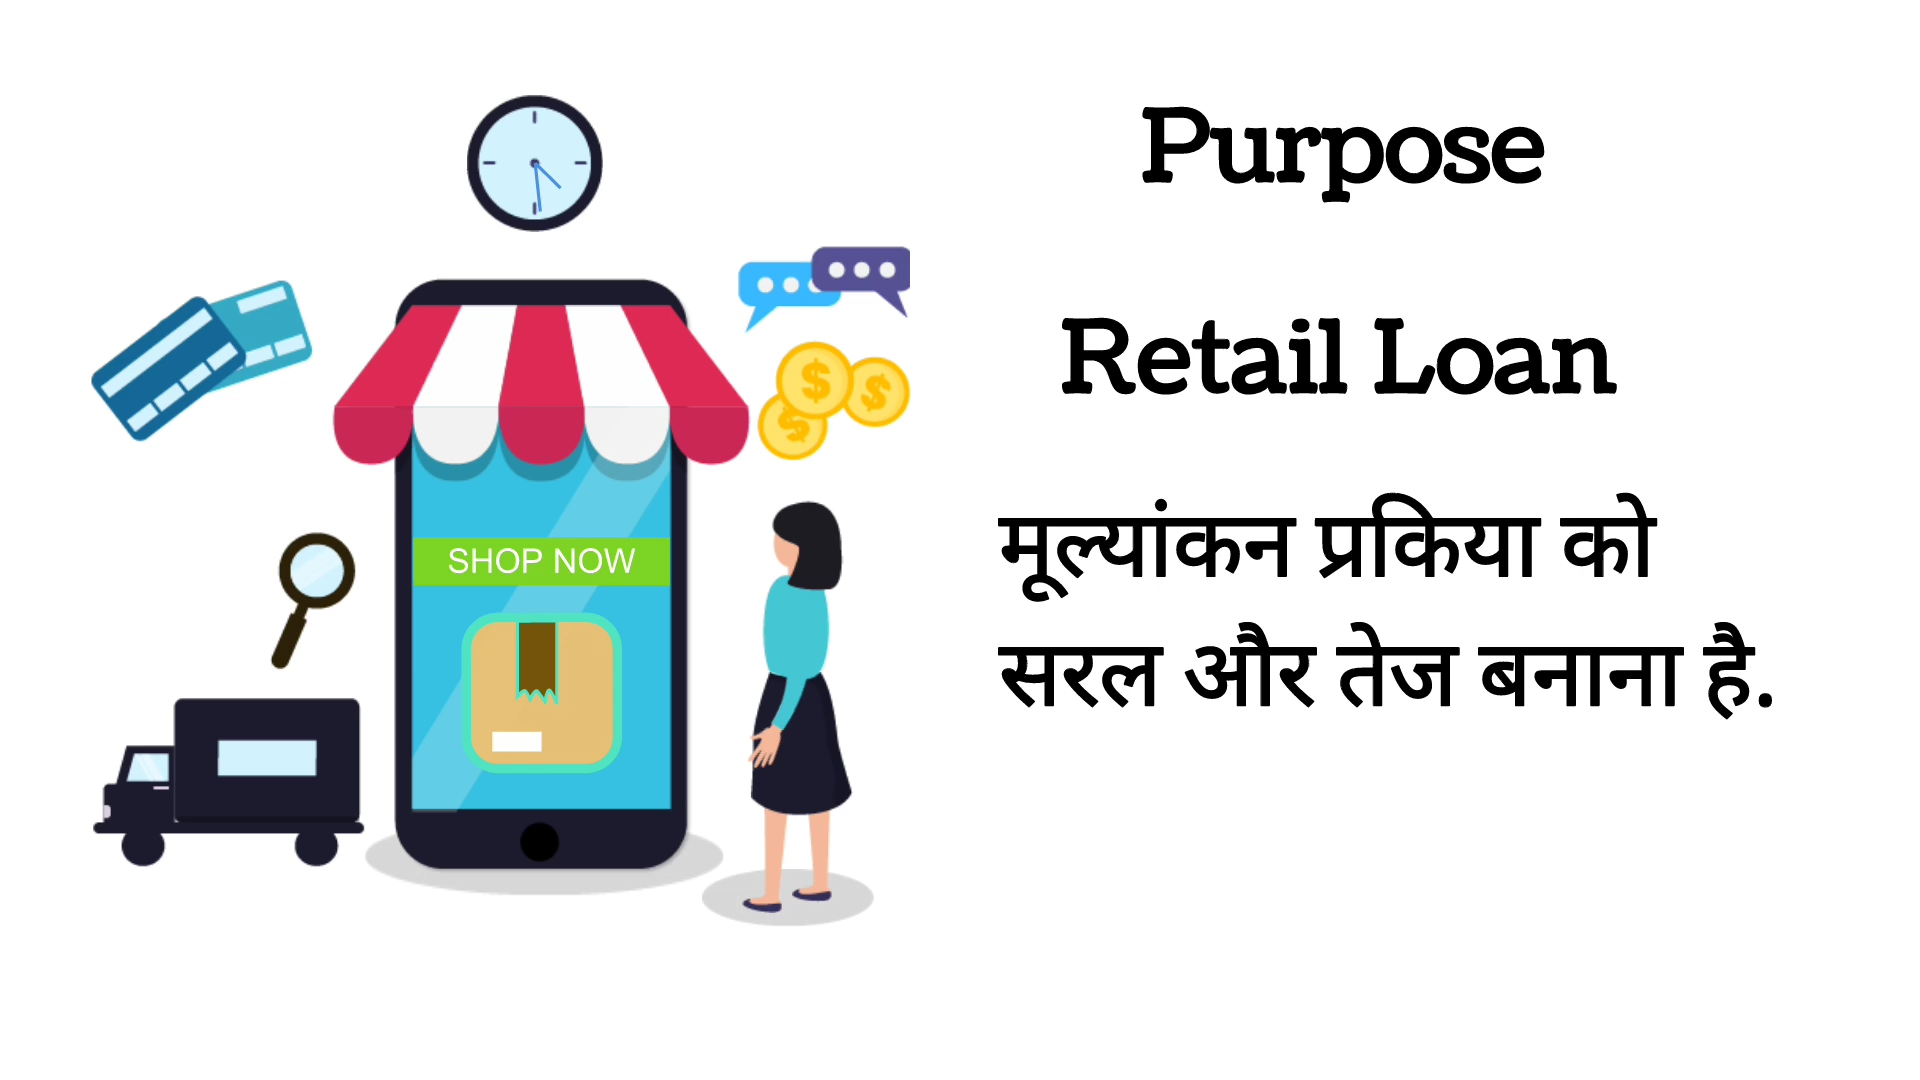 Purpose
Retail Loan
मूल्यांकन प्रकिया को
सरल और तेज बनाना है.
SHOP NOW